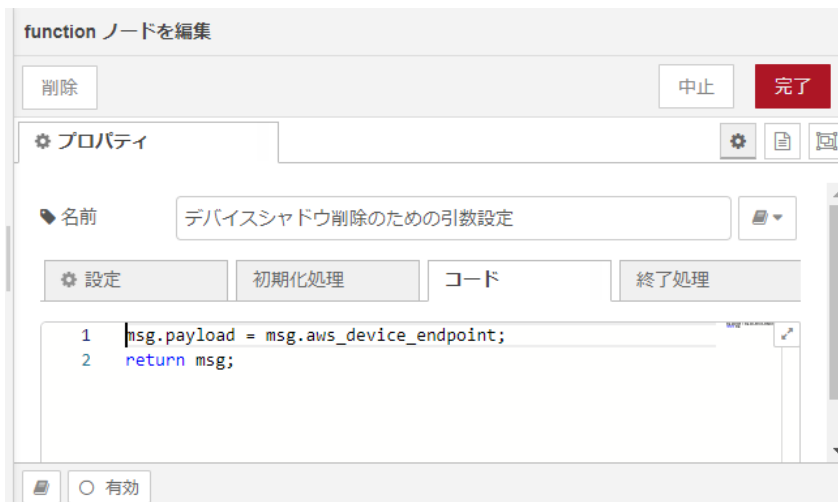 function ノードを編集
削除
中止
完了
プロパティ
名前
デバイスシャドウ削除のための引数設定
設定
初期化処理
コード
終了処理
1 msg.payload = msg.aws_device_endpoint;
2 return msg;
有効